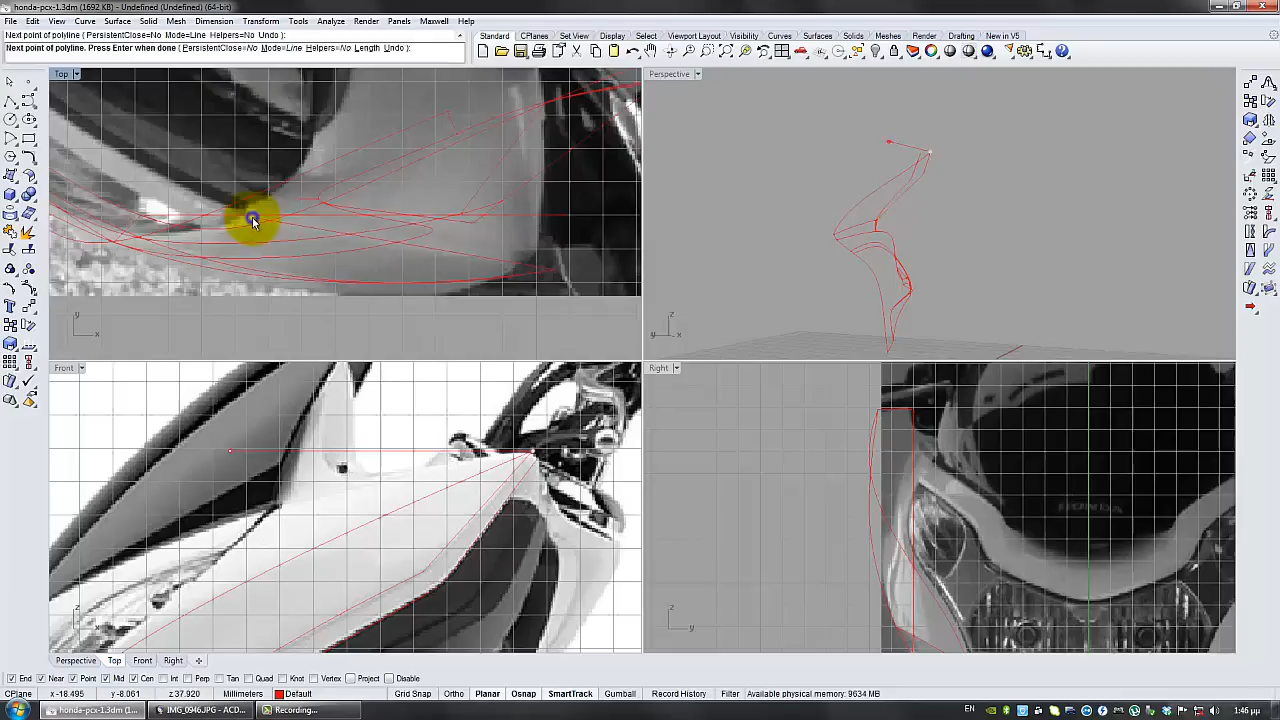 honda-pcx-1.3dm (1692 KB) - Undefined (Undefined) (64-bit)
File Edit View Curve Surface Solid Mesh Dimension Transform Tools Analyze Render Panels Maxwell Help
Next point of polyline ( PersistentClose=No Mode=Line Helpers=No Undo ):
Next point of polyline. Press Enter when done ( PersistentClose=No Mode=Line Helpers=No Length Undo ):
Standard CPlanes Set View Display Select Viewport Layout Visibility Curves Surfaces Solids Meshes Render Drafting New in V5
Top
Perspective
y
x
z
y
x
Front
Right
HONDA
z
x
z
y
Perspective Top Front Right
End Near Point Mid Cen Int Perp Tan Quad Knot Vertex Project Disable
CPlane x -16.495 y -8.061 z 37.920 Millimeters Default Grid Snap Ortho Planar Osnap SmartTrack Gumball Record History Filter Available physical memory: 9634 MB
honda-pcx-1.3dm (1... IMG_0946.JPG - ACD... Recording... EN 1:46 μμ